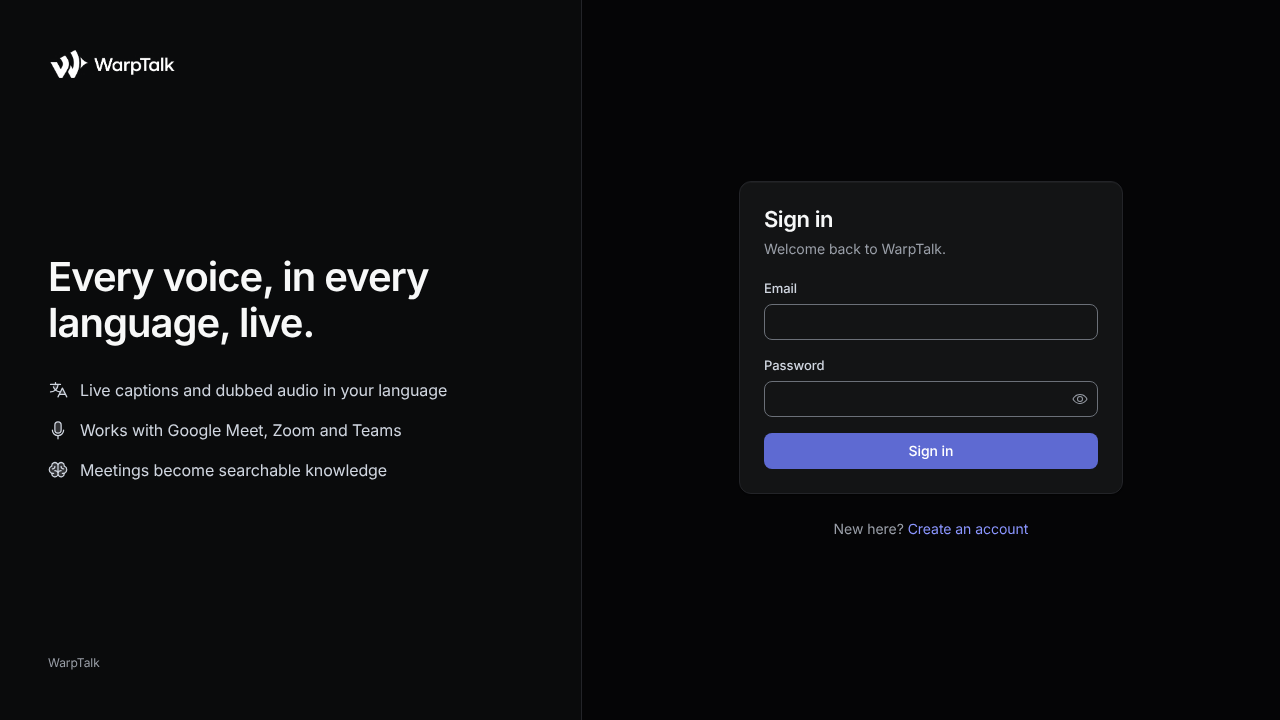 WarpTalk
Every voice, in every
language, live.
Live captions and dubbed audio in your language
Works with Google Meet, Zoom and Teams
Meetings become searchable knowledge
WarpTalk
Sign in
Welcome back to WarpTalk.
Email
Password
Sign in
New here? Create an account